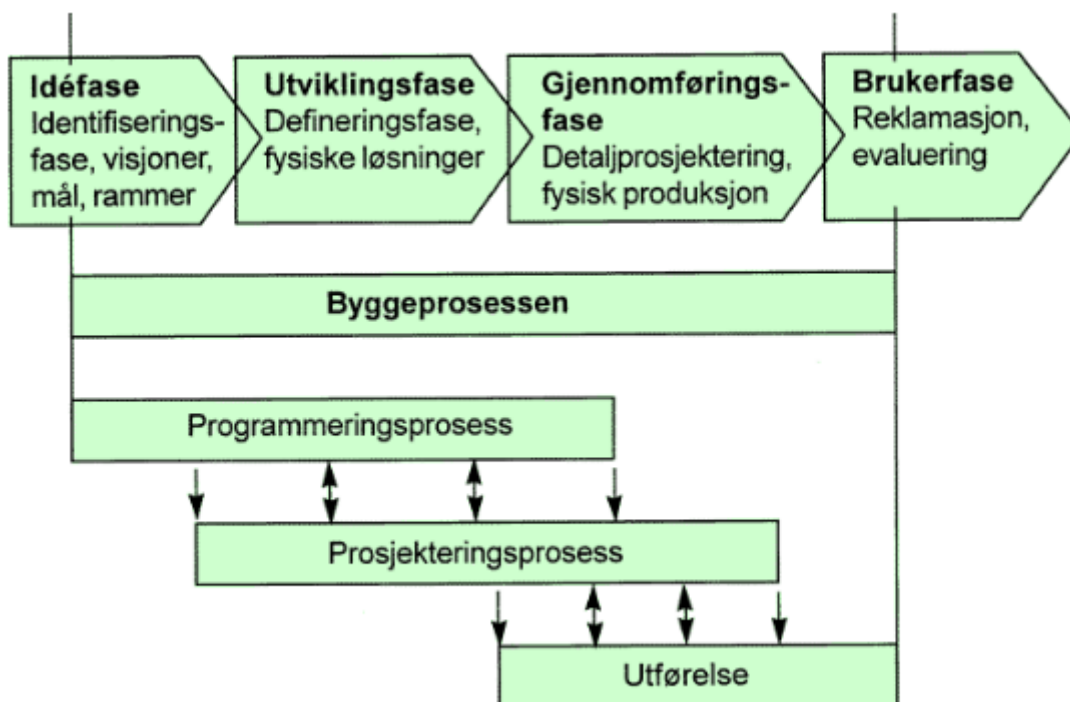 Idéfase
Identifiserings-
fase, visjoner,
mål, rammer
Utviklingsfase
Defineringsfase,
fysiske løsninger
Gjennomførings-
fase
Detaljprosjektering,
fysisk produksjon
Brukerfase
Reklamasjon,
evaluering
Byggeprosessen
Programmeringsprosess
Prosjekteringsprosess
Utførelse